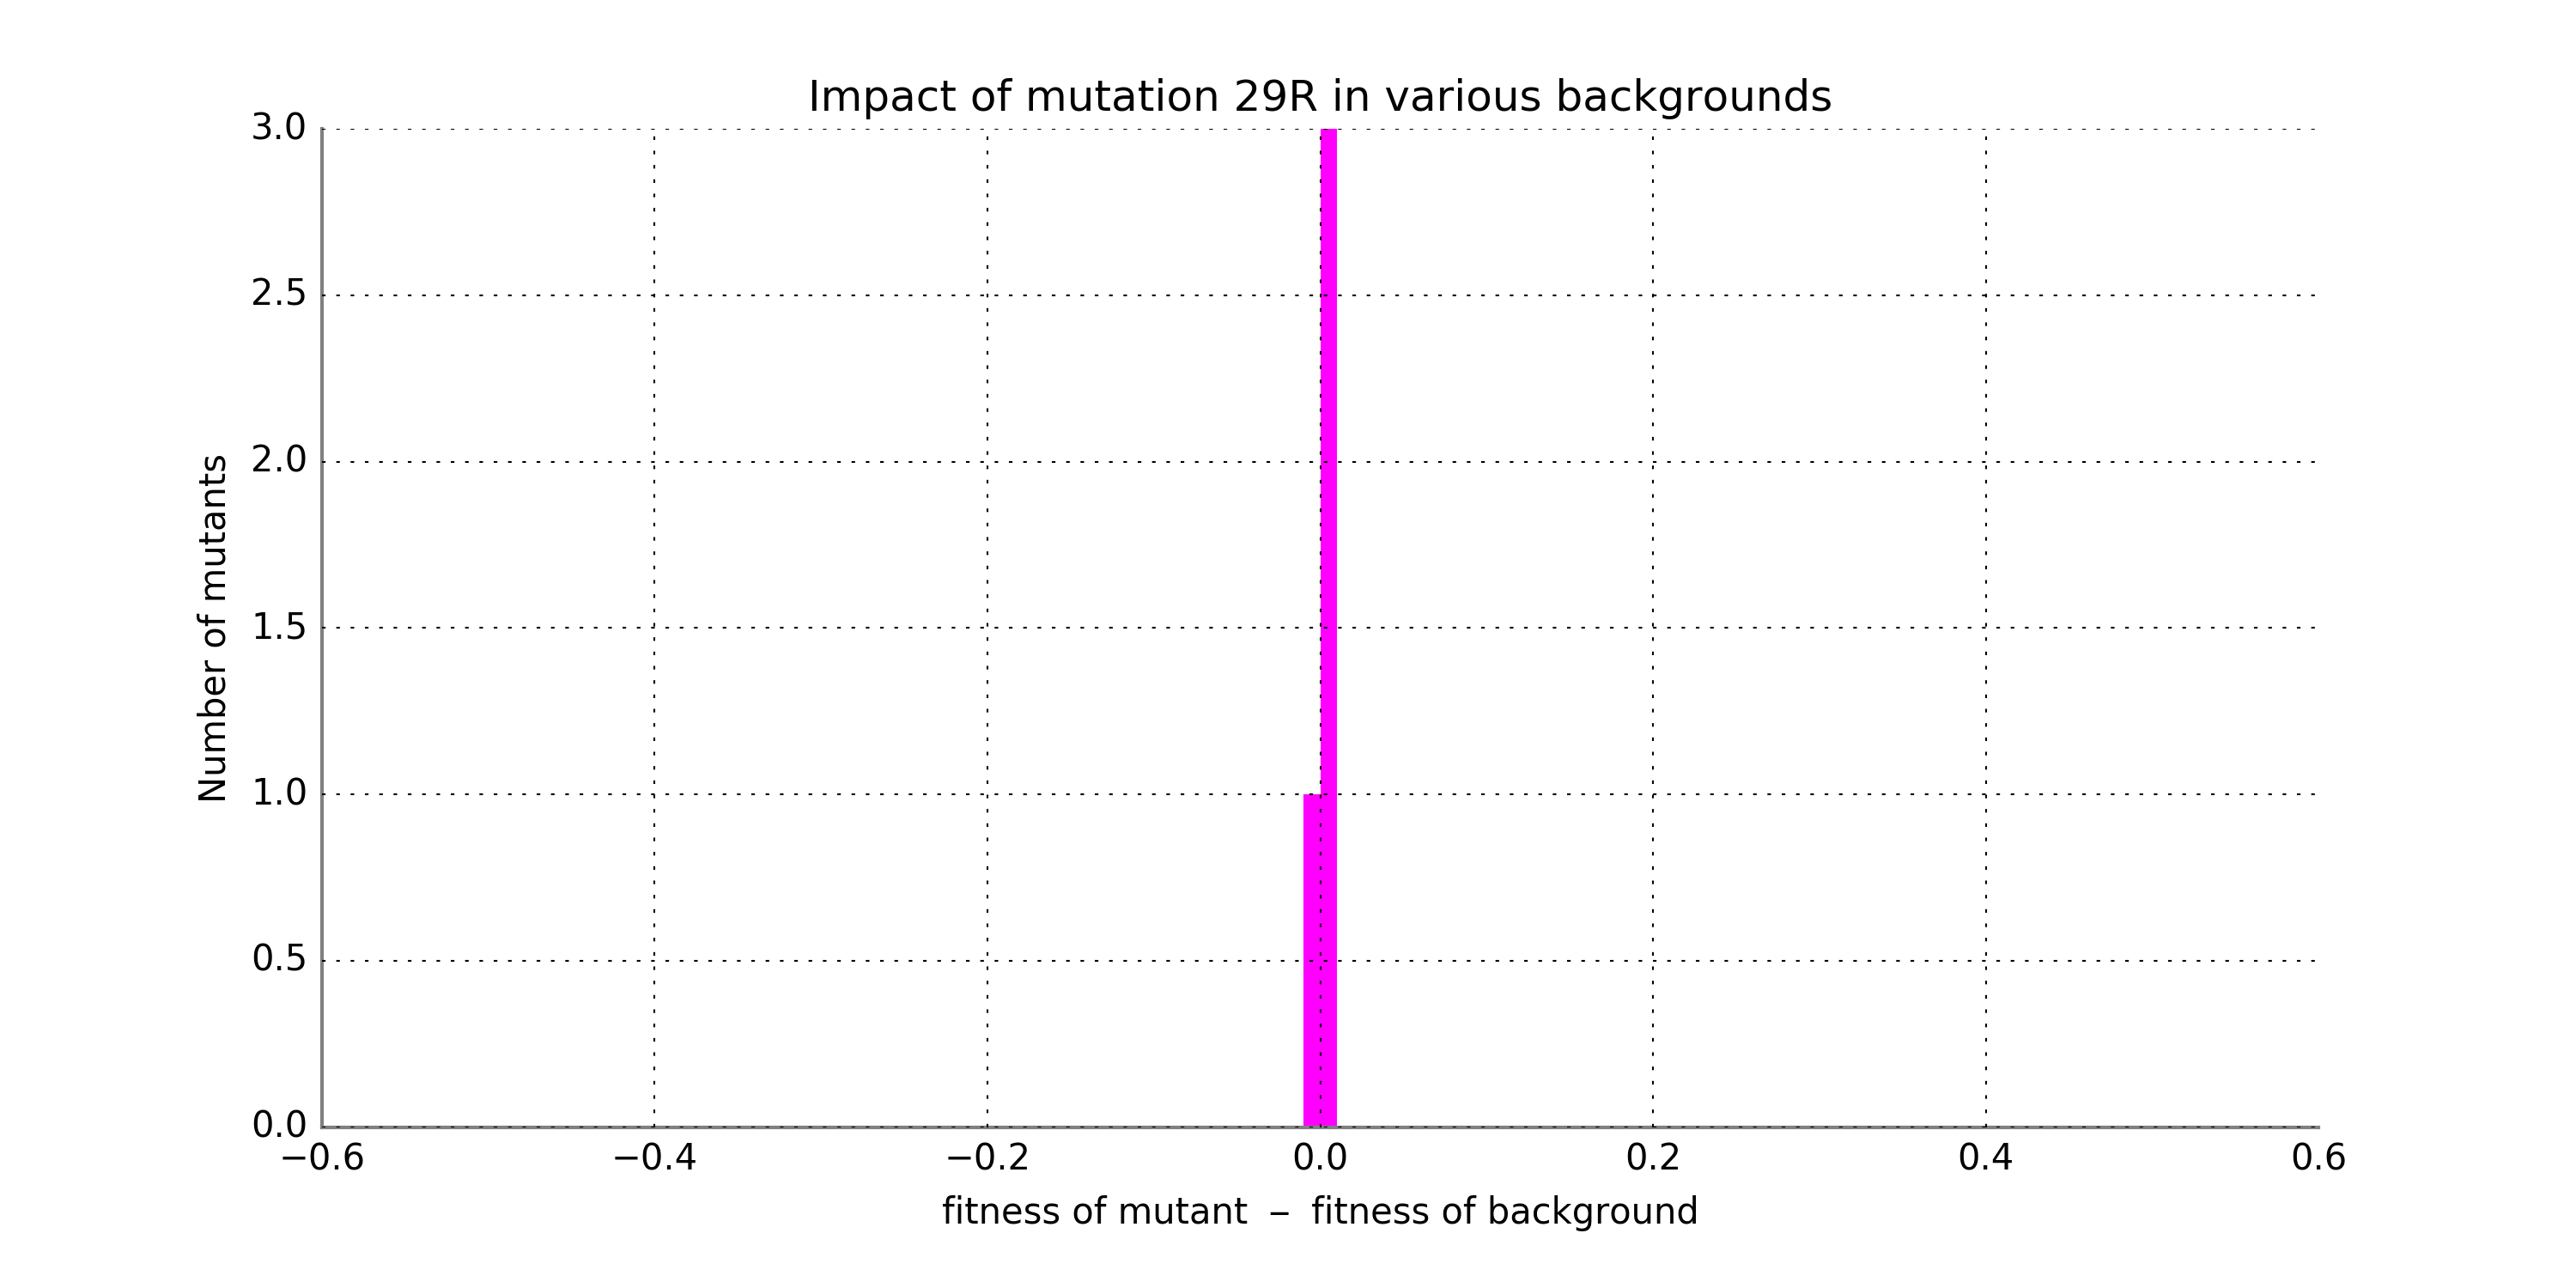 Impact of mutation 29R in various backgrounds
3.0
2.5
2.0
1.5
1.0
0.5
0.0
Number of mutants
−0.6 −0.4 −0.2 0.0 0.2 0.4 0.6
fitness of mutant − fitness of background